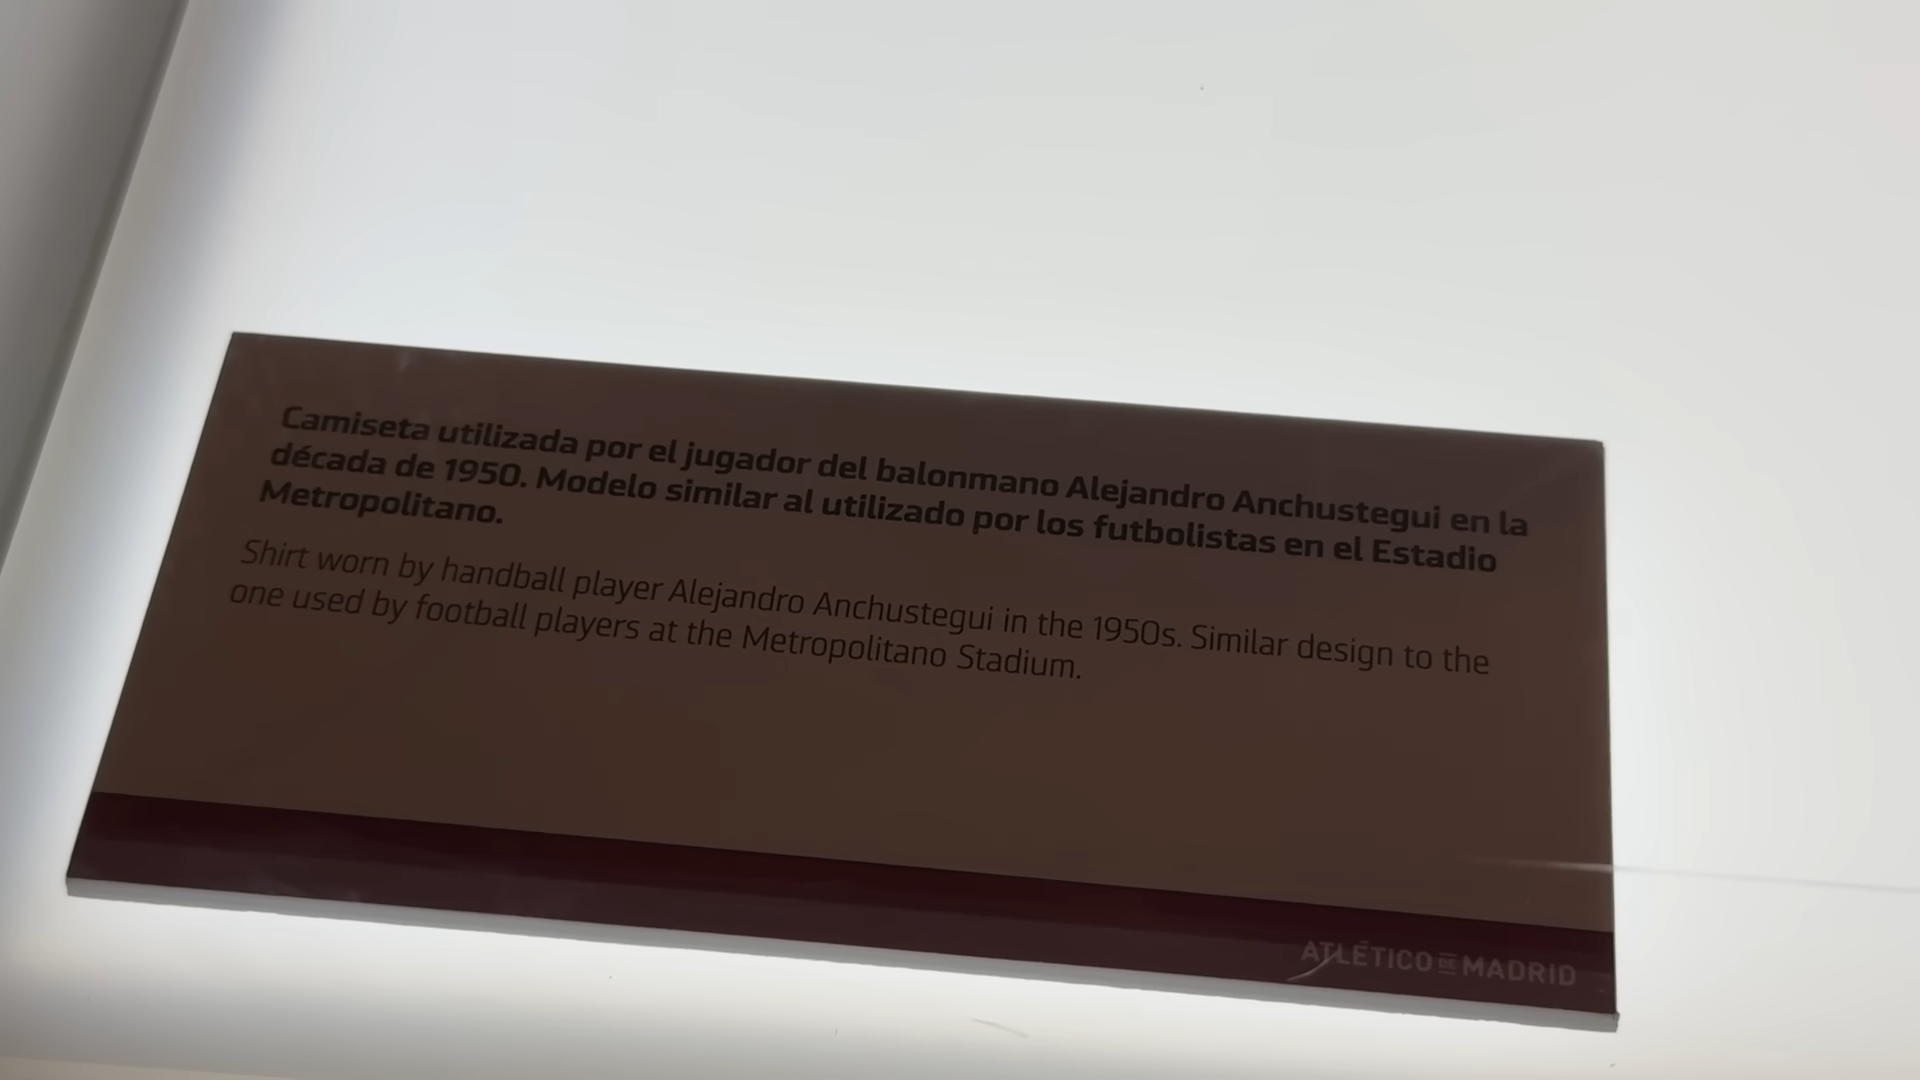 Camiseta utilizada por el jugador del balonmano Alejandro Anchustegui en la
década de 1950. Modelo similar al utilizado por los futbolistas en el Estadio
Metropolitano.
Shirt worn by handball player Alejandro Anchustegui in the 1950s. Similar design to the
one used by football players at the Metropolitano Stadium.
ATLÉTICO DE MADRID